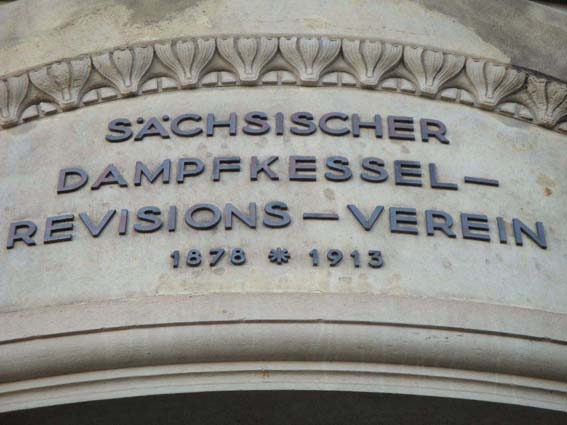 SÄCHSISCHER
DAMPFKESSEL–
REVISIONS–VEREIN
1878 * 1913